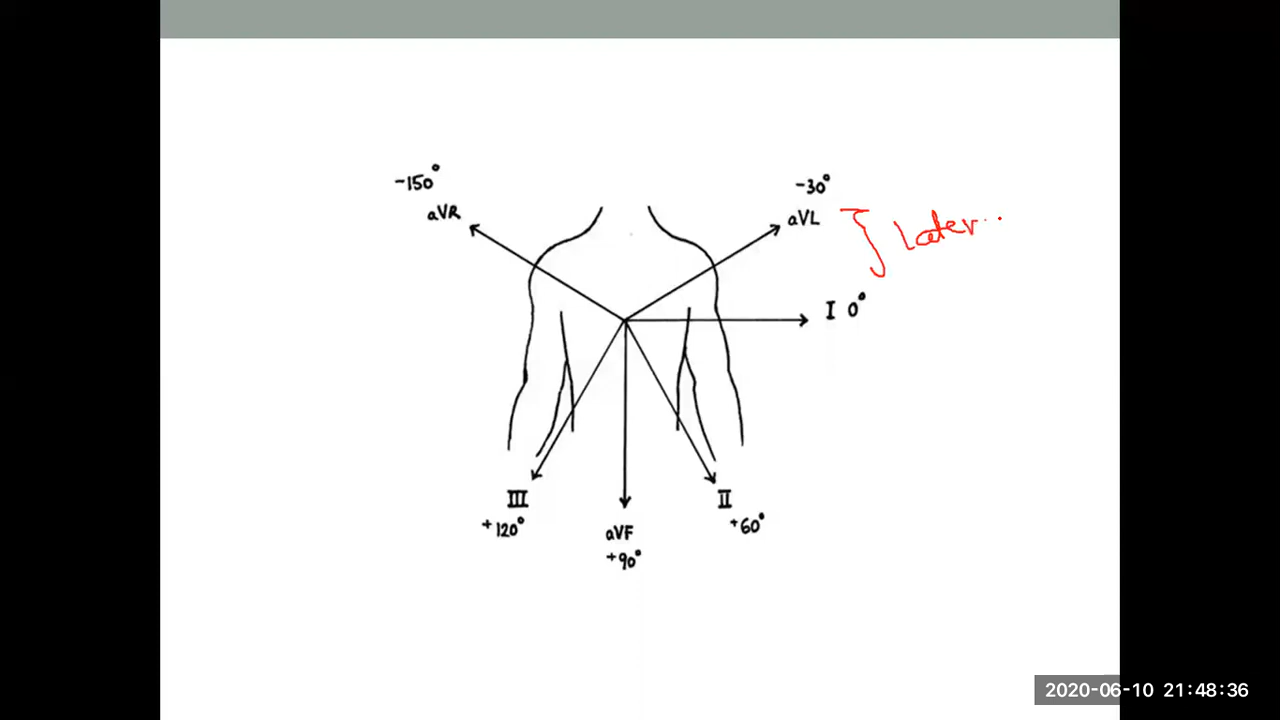 -150°
aVR
-30°
aVL
Later..
I 0°
III
+120°
aVF
+90°
II
+60°
2020-06-10 21:48:36